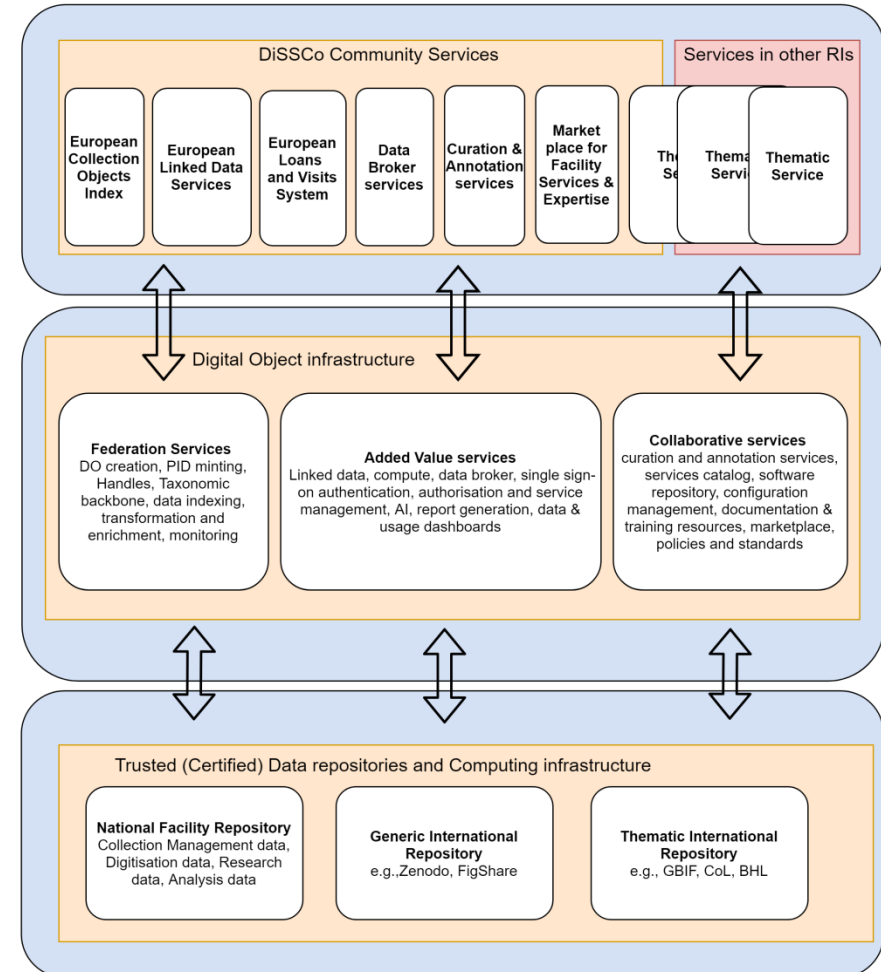 DiSSCo Community Services
Services in other RIs
European
Collection
Objects
Index
European
Linked Data
Services
European
Loans
and Visits
System
Data
Broker
services
Curation &
Annotation
services
Market
place for
Facility
Services &
Expertise
The
Se
Thema
Servi
Thematic
Service
Digital Object infrastructure
Federation Services
DO creation, PID minting,
Handles, Taxonomic
backbone, data indexing,
transformation and
enrichment, monitoring
Added Value services
Linked data, compute, data broker, single sign-
on authentication, authorisation and service
management, AI, report generation, data &
usage dashboards
Collaborative services
curation and annotation services,
services catalog, software
repository, configuration
management, documentation &
training resources, marketplace,
policies and standards
Trusted (Certified) Data repositories and Computing infrastructure
National Facility Repository
Collection Management data,
Digitisation data, Research
data, Analysis data
Generic International
Repository
e.g.,Zenodo, FigShare
Thematic International
Repository
e.g., GBIF, CoL, BHL